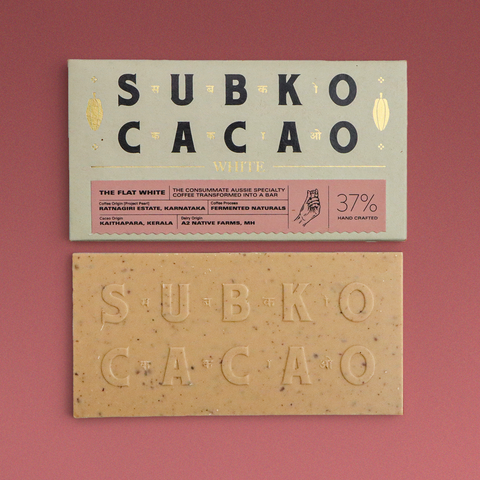 SUBKO
स ब क ो
CACAO
क क ा ओ
WHITE
THE FLAT WHITE
THE CONSUMMATE AUSSIE SPECIALTY
COFFEE TRANSFORMED INTO A BAR
Coffee Origin (Project Pearl)
RATNAGIRI ESTATE, KARNATAKA
Coffee Process
FERMENTED NATURALS
Cacao Origin
KAITHAPARA, KERALA
Dairy Origin
A2 NATIVE FARMS, MH
37%
HAND CRAFTED
SUBKO
CACAO